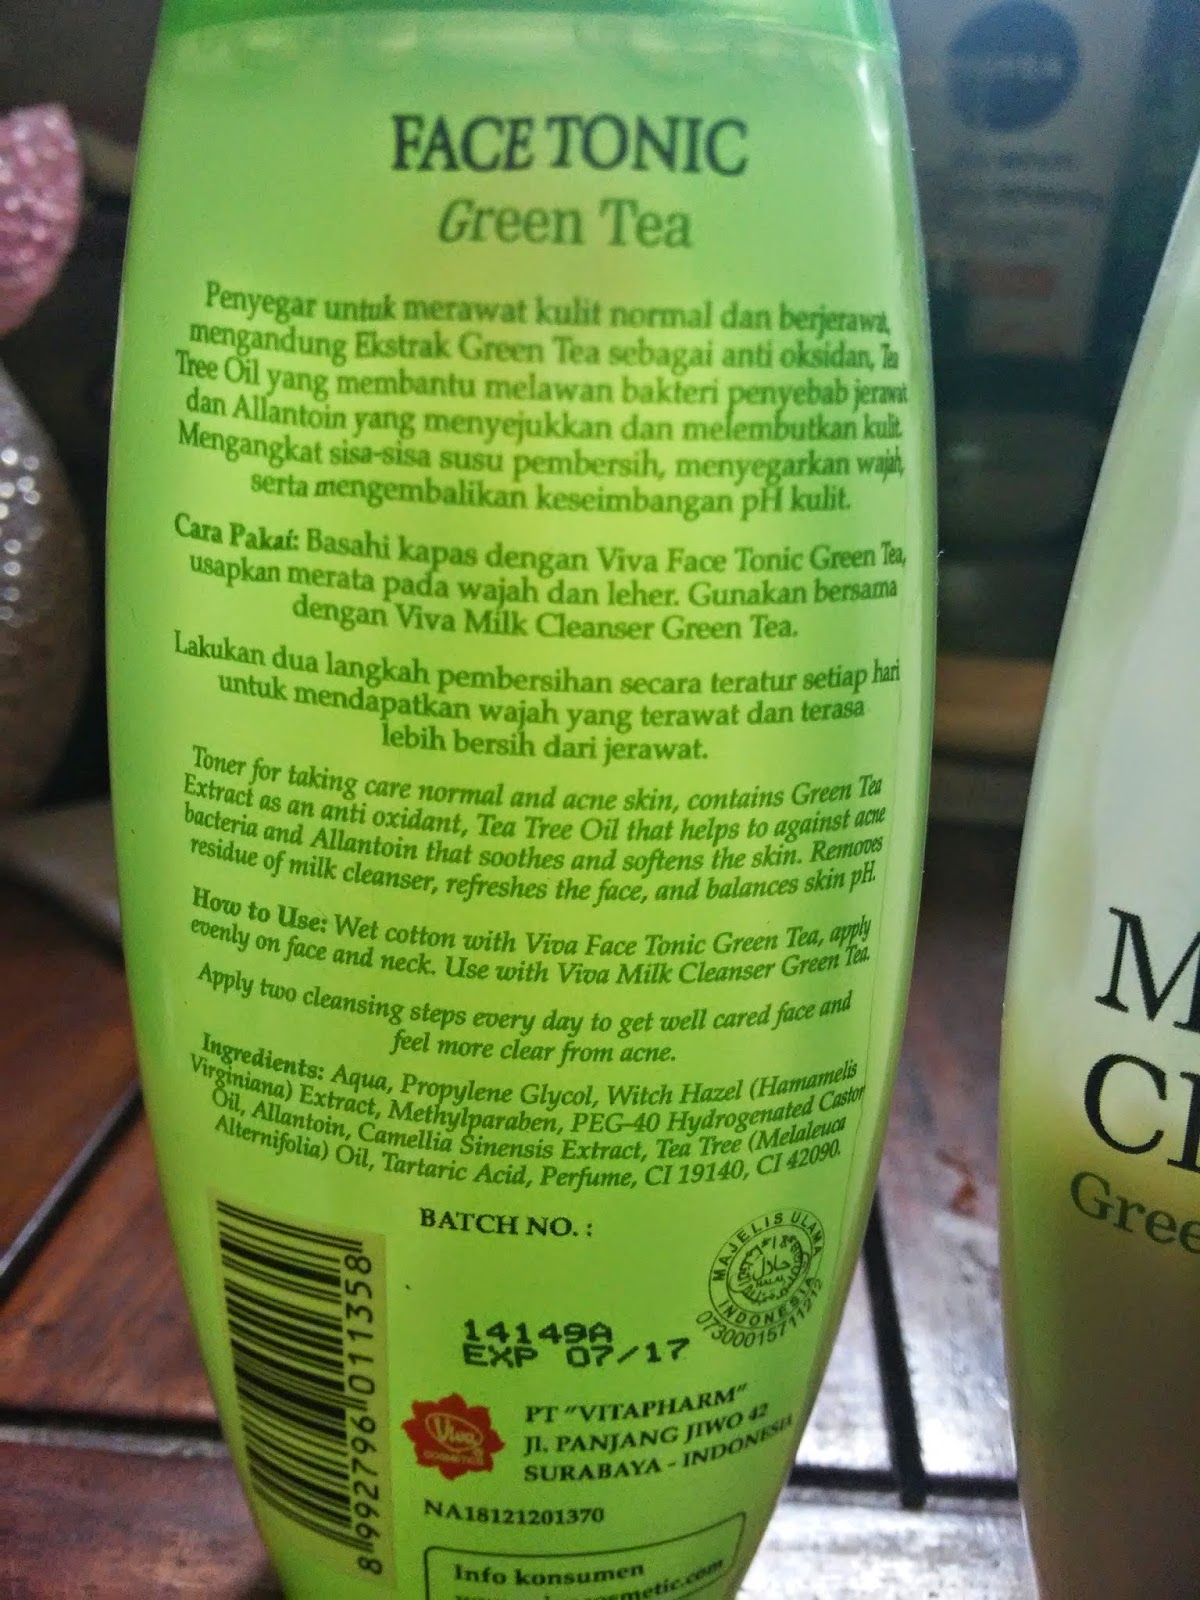 FACE TONIC
Green Tea
Penyegar untuk merawat kulit normal dan berjerawat,
mengandung Ekstrak Green Tea sebagai anti oksidan, Tea
Tree Oil yang membantu melawan bakteri penyebab jerawat
dan Allantoin yang menyejukkan dan melembutkan kulit.
Mengangkat sisa-sisa susu pembersih, menyegarkan wajah,
serta mengembalikan keseimbangan pH kulit.
Cara Pakai: Basahi kapas dengan Viva Face Tonic Green Tea,
usapkan merata pada wajah dan leher. Gunakan bersama
dengan Viva Milk Cleanser Green Tea.
Lakukan dua langkah pembersihan secara teratur setiap hari
untuk mendapatkan wajah yang terawat dan terasa
lebih bersih dari jerawat.
Toner for taking care normal and acne skin, contains Green Tea
Extract as an anti oxidant, Tea Tree Oil that helps to against acne
bacteria and Allantoin that soothes and softens the skin. Removes
residue of milk cleanser, refreshes the face, and balances skin pH.
How to Use: Wet cotton with Viva Face Tonic Green Tea, apply
evenly on face and neck. Use with Viva Milk Cleanser Green Tea.
Apply two cleansing steps every day to get well cared face and
feel more clear from acne.
Ingredients: Aqua, Propylene Glycol, Witch Hazel (Hamamelis
Virginiana) Extract, Methylparaben, PEG-40 Hydrogenated Castor
Oil, Allantoin, Camellia Sinensis Extract, Tea Tree (Melaleuca
Alternifolia) Oil, Tartaric Acid, Perfume, CI 19140, CI 42090.
BATCH NO. :
MAJELIS ULAMA
حلال
HALAL
INDONESIA
07300015711212
14149A
EXP 07/17
8992796011358
Viva
COSMETICS
PT "VITAPHARM"
Jl. PANJANG JIWO 42
SURABAYA - INDONESIA
NA18121201370
Info konsumen
M
Cl
Gree